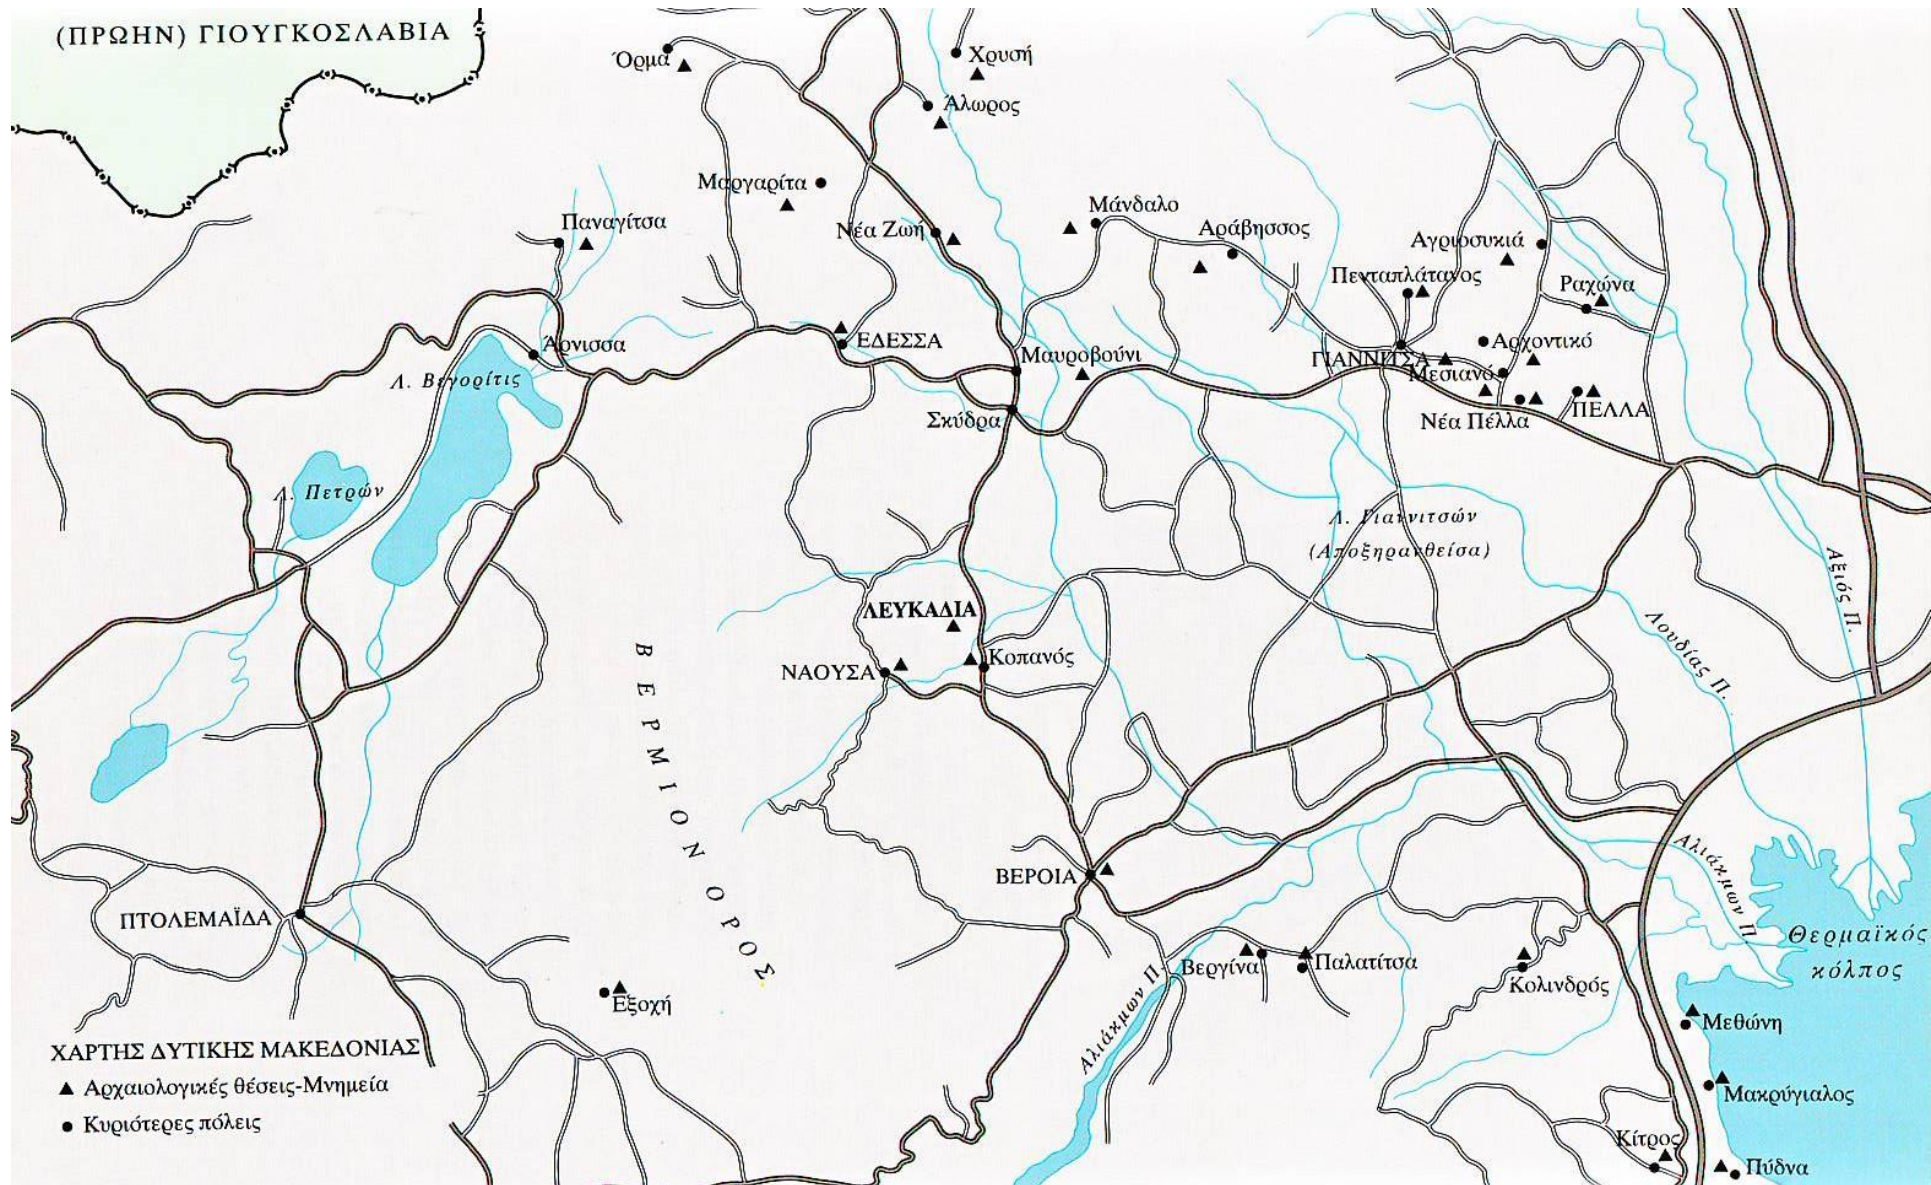 (ΠΡΩΗΝ) ΓΙΟΥΓΚΟΣΛΑΒΙΑ
Όρμα
Χρυσή
Άλωρος
Μαργαρίτα
Παναγίτσα
Νέα Ζωή
Μάνδαλο
Αράβησσος
Αγριοσυκιά
Πενταπλάτανος
Ραχώνα
Άρνισσα
ΕΔΕΣΣΑ
Μαυροβούνι
ΓΙΑΝΝΙΤΣΑ
Αρχοντικό
Μεσιανό
Λ. Βεγορίτις
Σκύδρα
Νέα Πέλλα
ΠΕΛΛΑ
Λ. Πετρών
Λ. Γιαννιτσών
(Αποξηρανθείσα)
Αξιός Π.
ΛΕΥΚΑΔΙΑ
Λουδίας Π.
ΝΑΟΥΣΑ
Κοπανός
ΒΕΡΜΙΟΝ ΟΡΟΣ
ΒΕΡΟΙΑ
Αλιάκμων Π.
ΠΤΟΛΕΜΑΪΔΑ
Θερμαϊκός
κόλπος
Βεργίνα
Παλατίτσα
Κολινδρός
Εξοχή
Αλιάκμων Π.
Μεθώνη
ΧΑΡΤΗΣ ΔΥΤΙΚΗΣ ΜΑΚΕΔΟΝΙΑΣ
Αρχαιολογικές θέσεις-Μνημεία
Κυριότερες πόλεις
Μακρύγιαλος
Κίτρος
Πύδνα